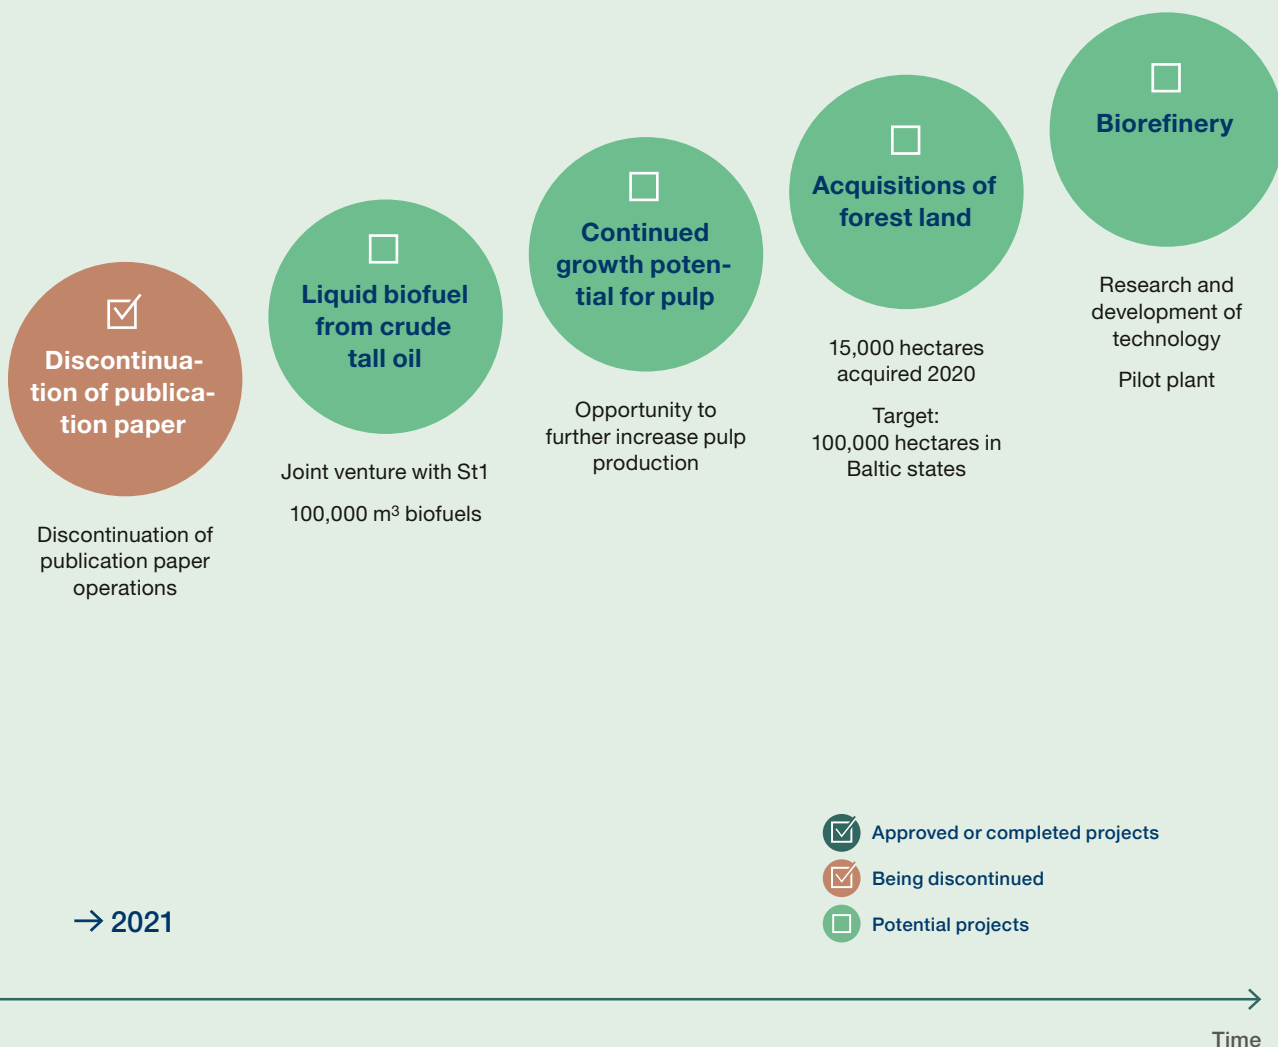 Discontinua-
tion of publica-
tion paper
Discontinuation of
publication paper
operations
Liquid biofuel
from crude
tall oil
Joint venture with St1
100,000 m³ biofuels
Continued
growth poten-
tial for pulp
Opportunity to
further increase pulp
production
Acquisitions of
forest land
15,000 hectares
acquired 2020
Target:
100,000 hectares in
Baltic states
Biorefinery
Research and
development of
technology
Pilot plant
Approved or completed projects
Being discontinued
Potential projects
→ 2021
Time